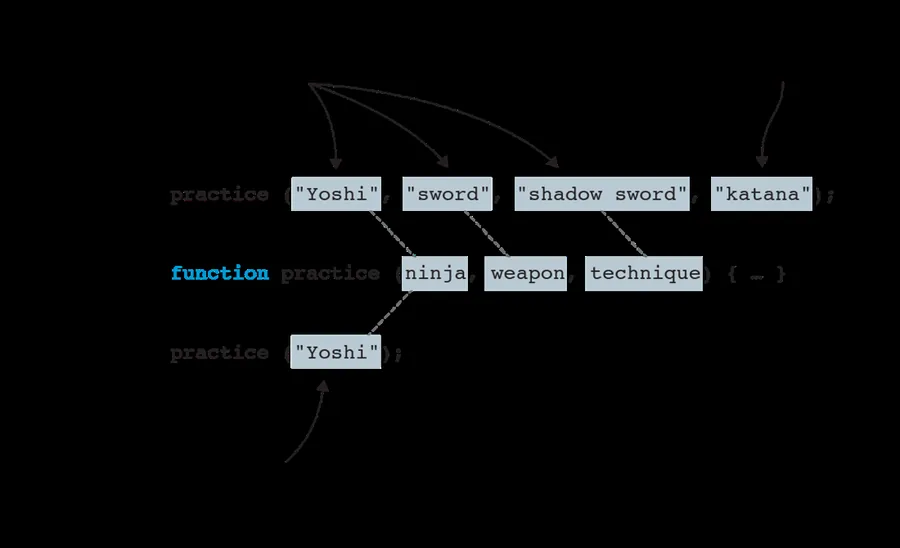 practice ("Yoshi", "sword", "shadow sword", "katana");
function practice (ninja, weapon, technique) { … }
practice ("Yoshi");